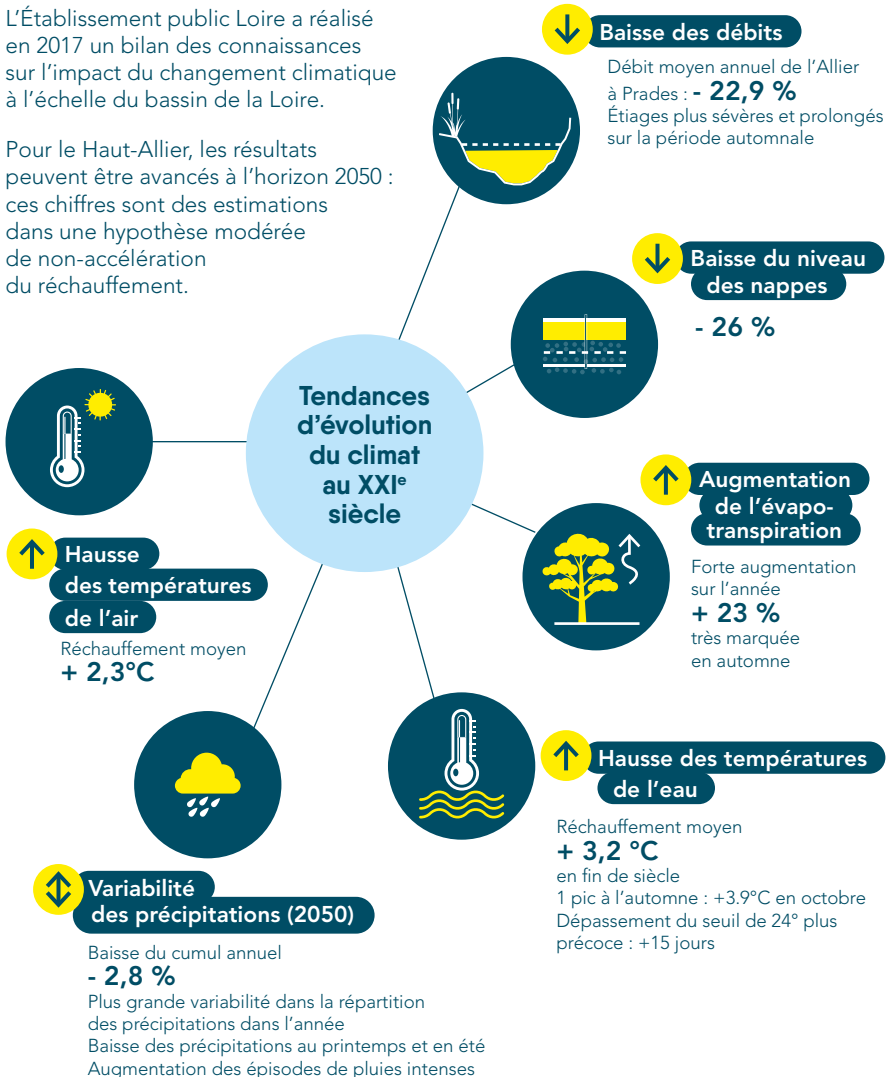 L'Établissement public Loire a réalisé
en 2017 un bilan des connaissances
sur l'impact du changement climatique
à l'échelle du bassin de la Loire.
Pour le Haut-Allier, les résultats
peuvent être avancés à l'horizon 2050 :
ces chiffres sont des estimations
dans une hypothèse modérée
de non-accélération
du réchauffement.
Baisse des débits
Débit moyen annuel de l'Allier
à Prades : - 22,9 %
Étiages plus sévères et prolongés
sur la période automnale
Baisse du niveau
des nappes
- 26 %
Tendances
d'évolution
du climat
au XXIe
siècle
Augmentation
de l'évapo-
transpiration
Forte augmentation
sur l'année
+ 23 %
très marquée
en automne
Hausse
des températures
de l'air
Réchauffement moyen
+ 2,3°C
Hausse des températures
de l'eau
Réchauffement moyen
+ 3,2 °C
en fin de siècle
1 pic à l'automne : +3.9°C en octobre
Dépassement du seuil de 24° plus
précoce : +15 jours
Variabilité
des précipitations (2050)
Baisse du cumul annuel
- 2,8 %
Plus grande variabilité dans la répartition
des précipitations dans l'année
Baisse des précipitations au printemps et en été
Augmentation des épisodes de pluies intenses